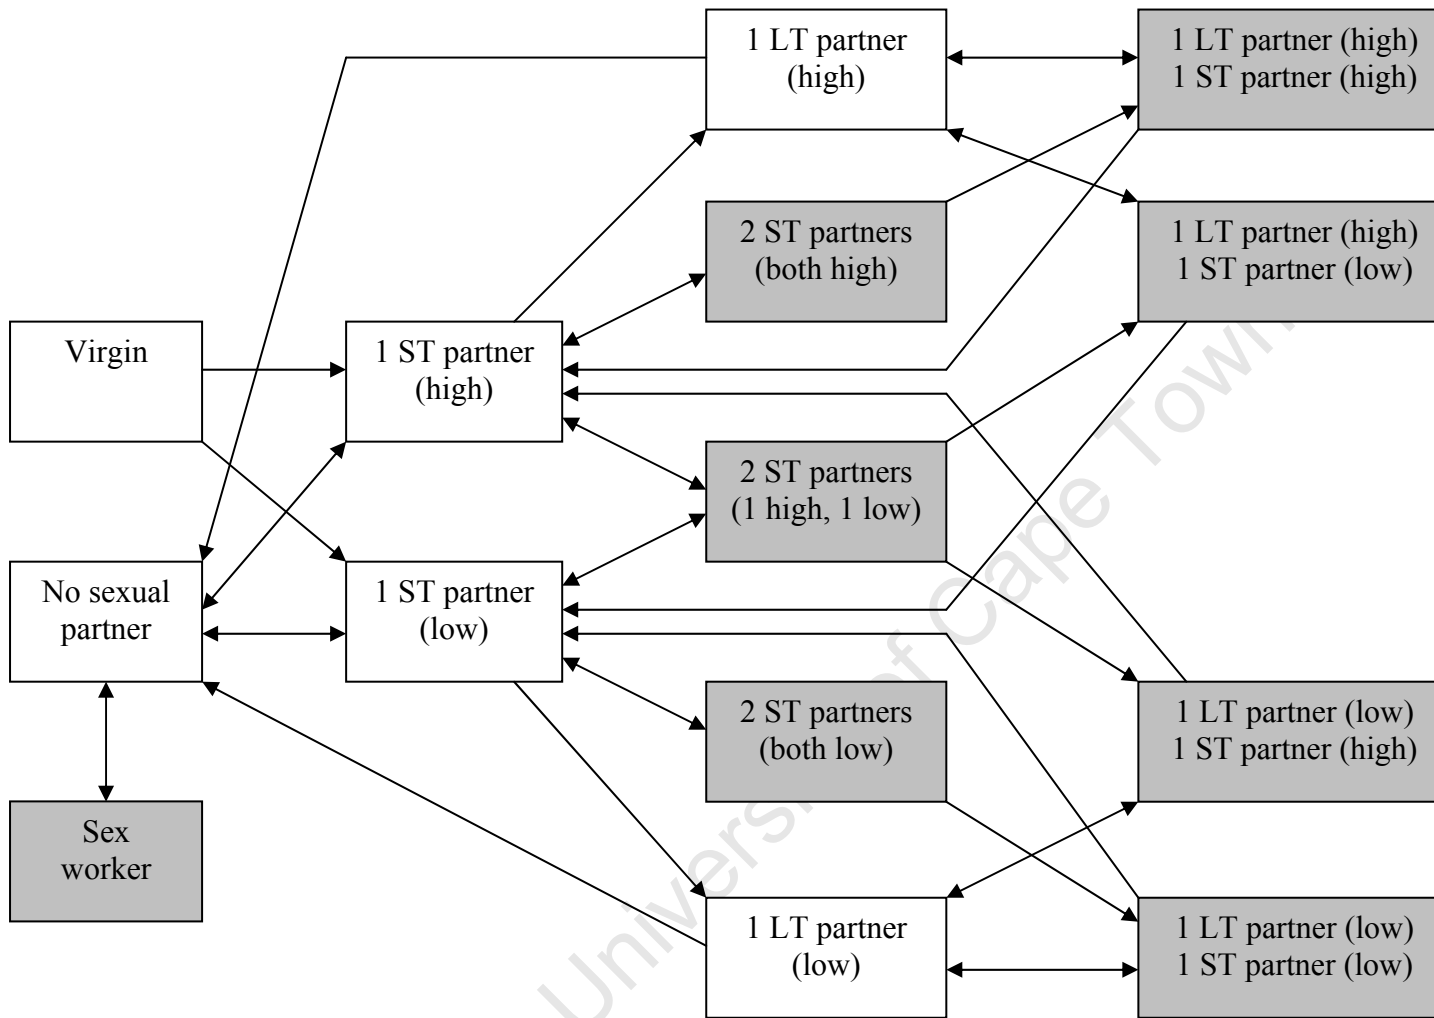 1 LT partner
(high)
1 LT partner (high)
1 ST partner (high)
2 ST partners
(both high)
1 LT partner (high)
1 ST partner (low)
Virgin
1 ST partner
(high)
2 ST partners
(1 high, 1 low)
No sexual
partner
1 ST partner
(low)
2 ST partners
(both low)
1 LT partner (low)
1 ST partner (high)
Sex
worker
1 LT partner
(low)
1 LT partner (low)
1 ST partner (low)
University of Cape Town